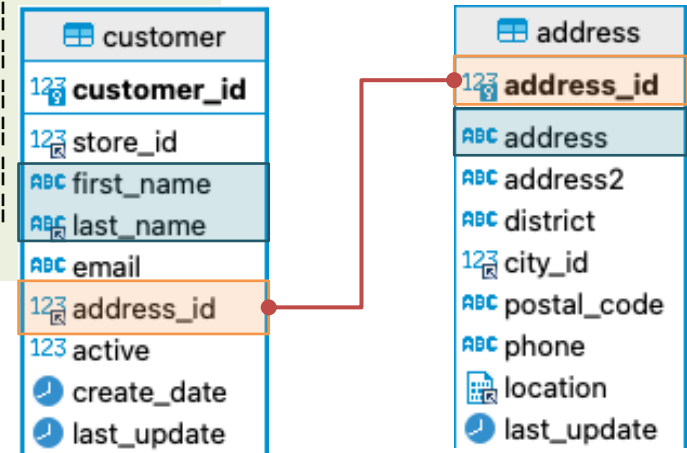 customer
123 customer_id
123 store_id
ABC first_name
ABC last_name
ABC email
123 address_id
123 active
create_date
last_update
address
123 address_id
ABC address
ABC address2
ABC district
123 city_id
ABC postal_code
ABC phone
location
last_update